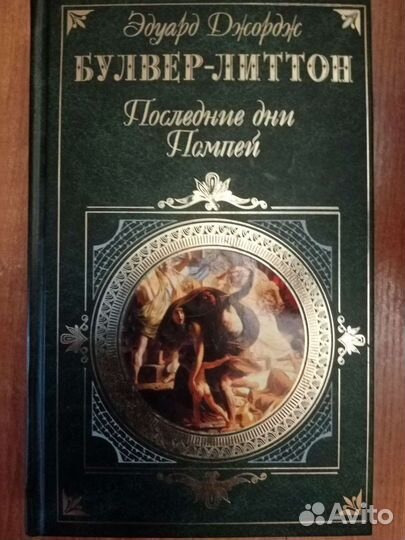 Эдуард Джордж
БУЛВЕР-ЛИТТОН
Последние дни
Помпей
Avito